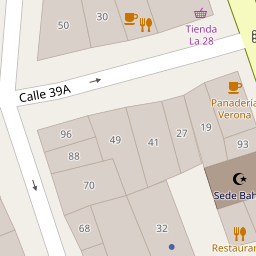 50
30
Tienda
La 28
Calle 39A
Panadería
Verona
96
88
49
41
27
19
93
70
Sede Bah
68
32
Restauran